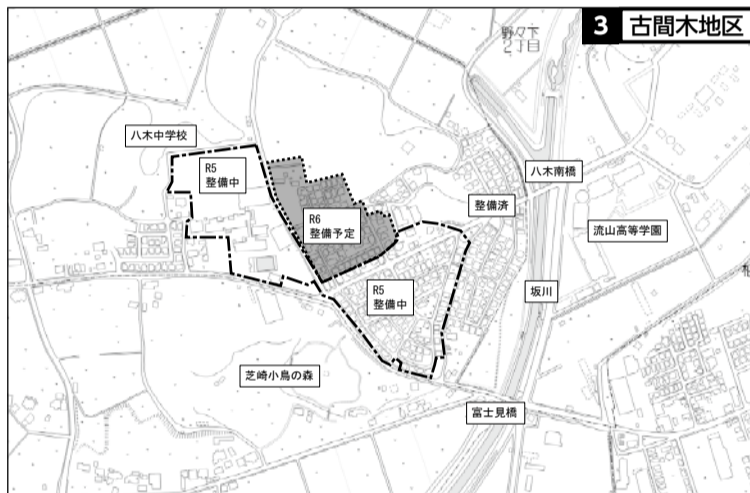 3 古間木地区
野々下
2丁目
八木中学校
R5
整備中
八木南橋
R6
整備予定
整備済
流山高等学園
R5
整備中
坂川
芝崎小鳥の森
富士見橋